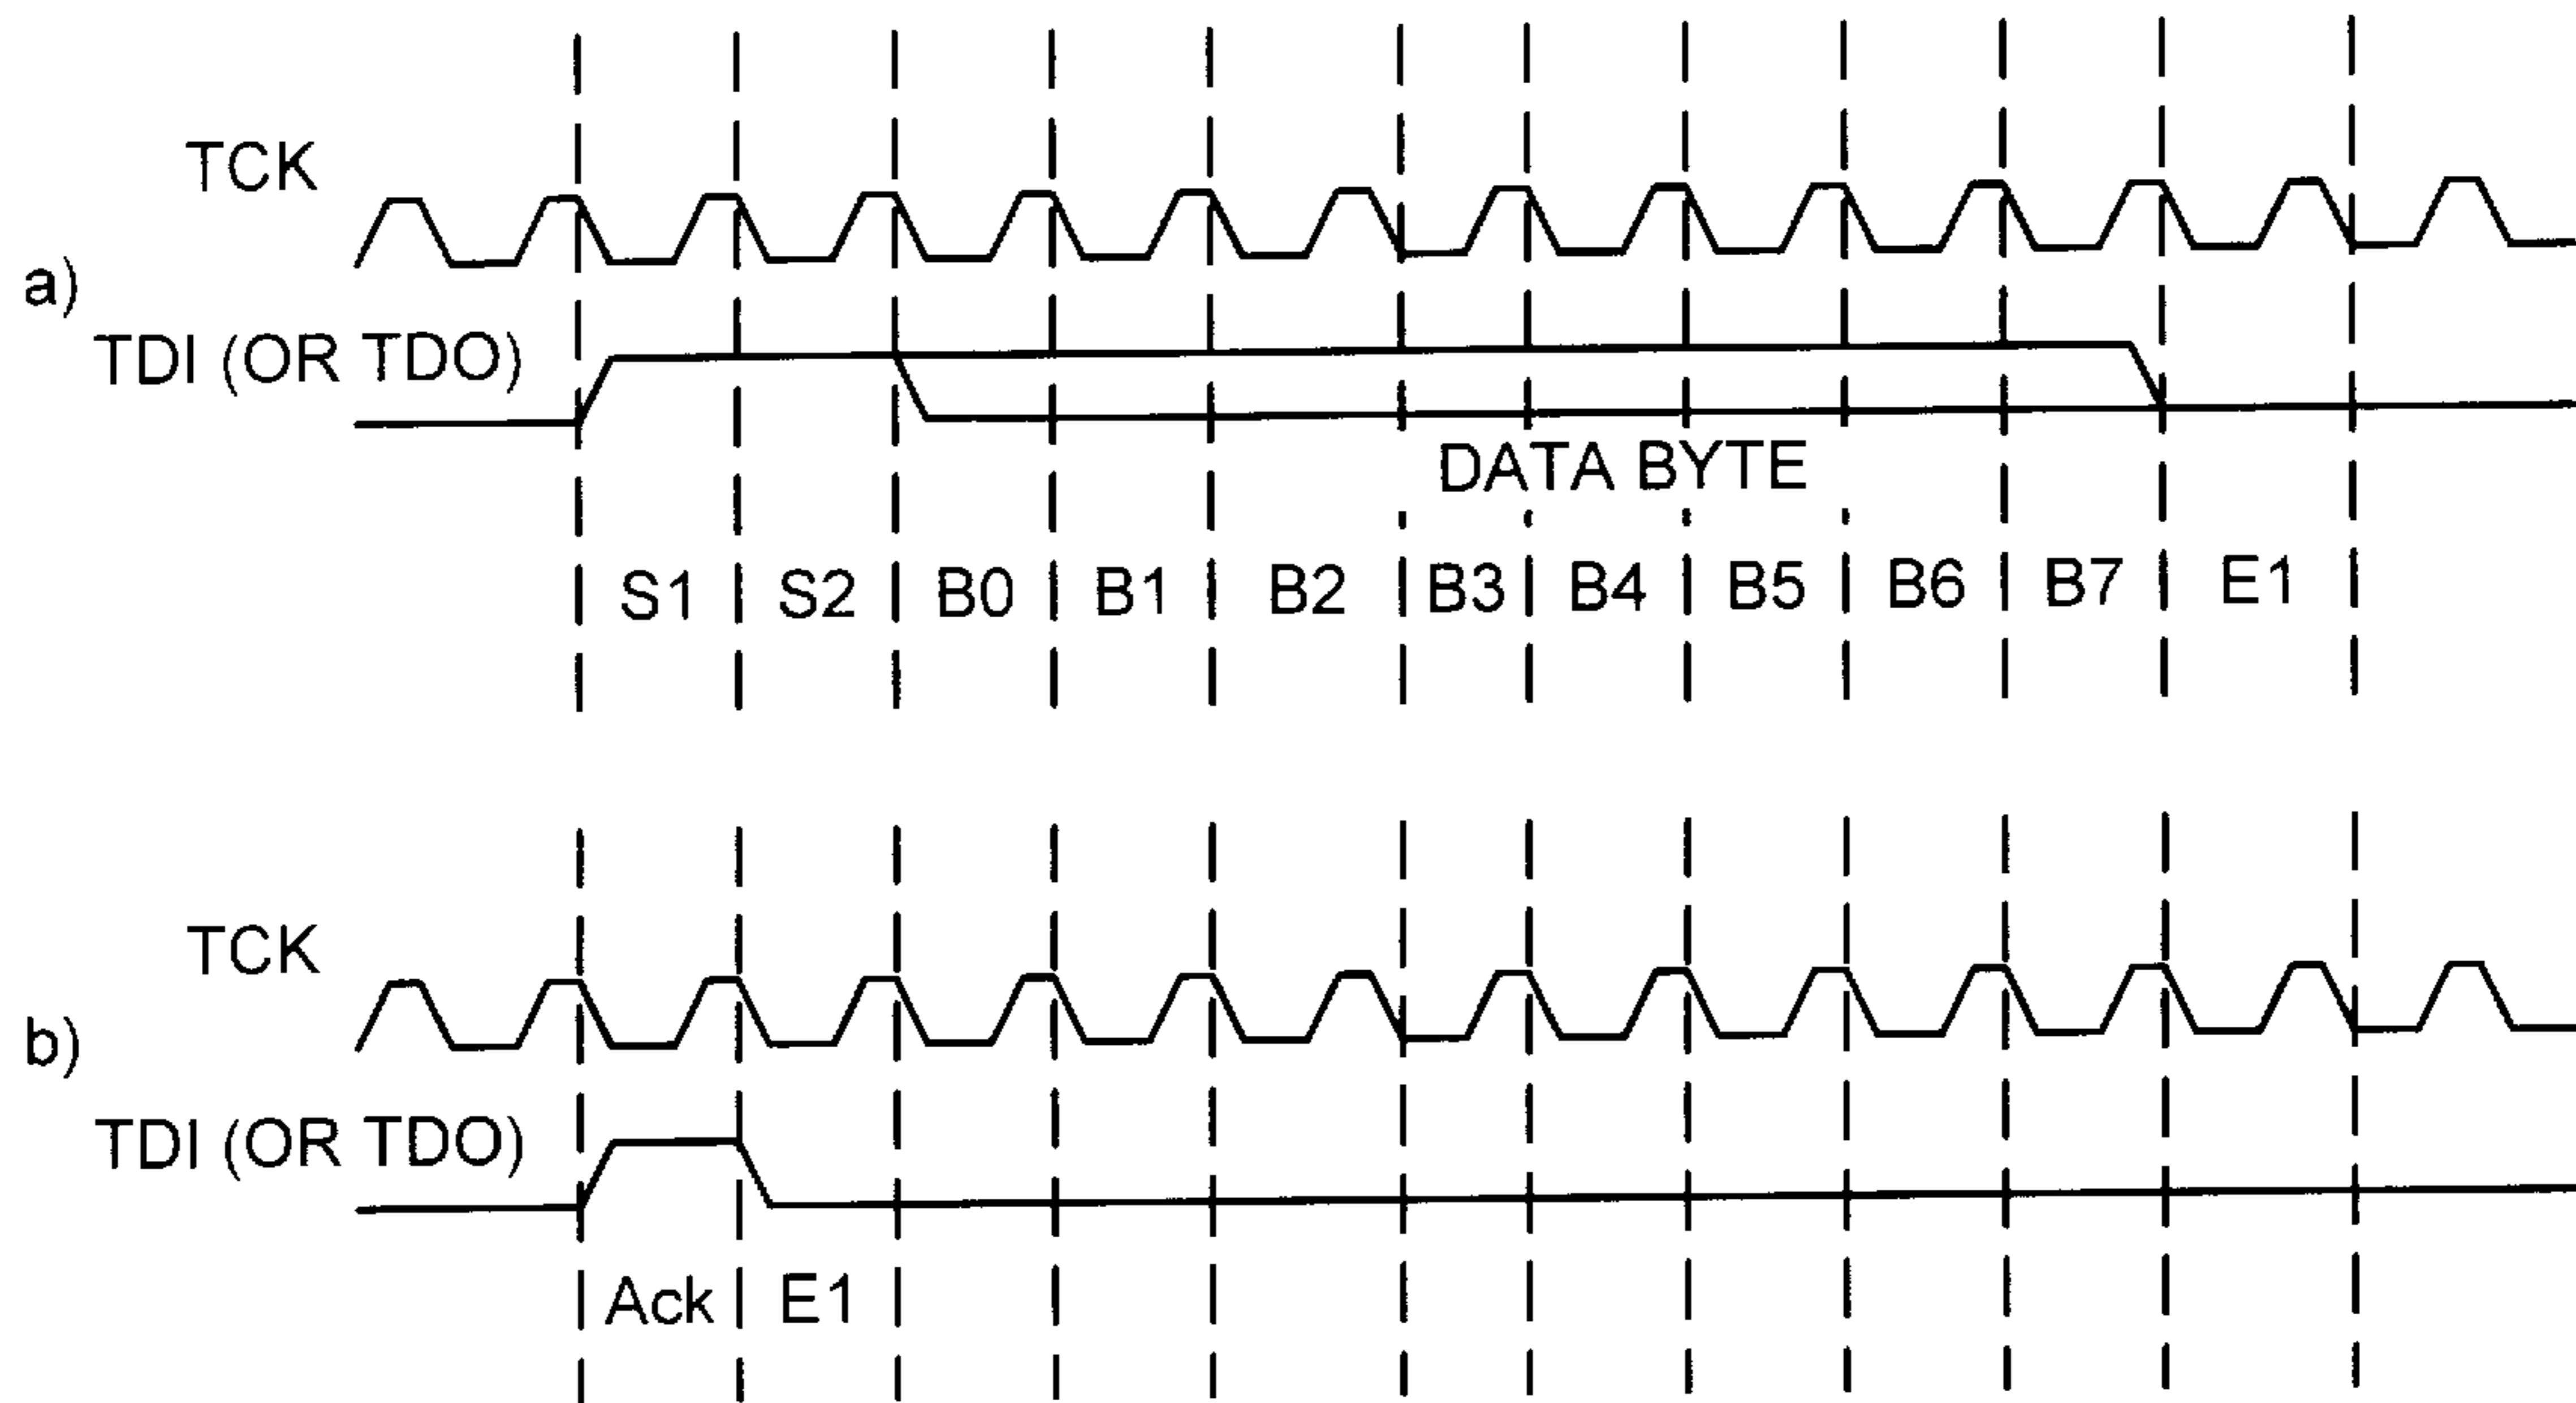 TCK
a)
TDI (OR TDO)
DATA BYTE
S1 S2 B0 B1 B2 B3 B4 B5 B6 B7 E1
TCK
b)
TDI (OR TDO)
Ack E1